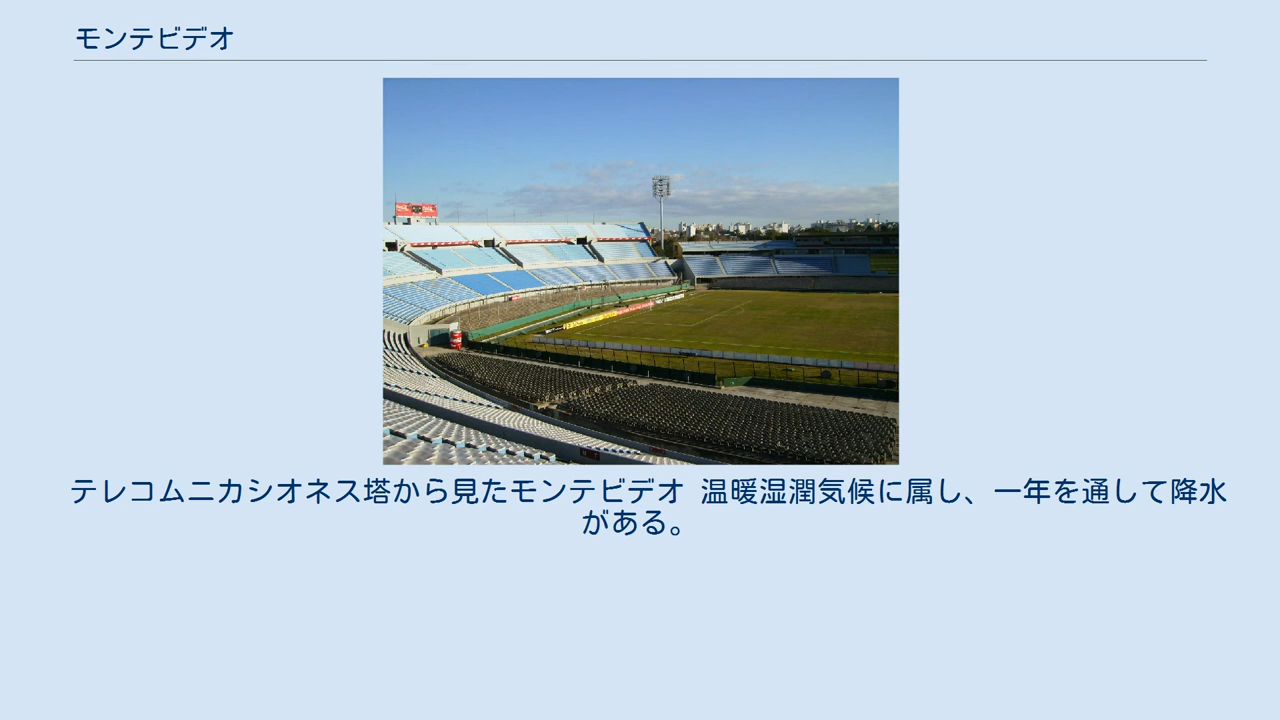 モンテビデオ
テレコムニカシオネス塔から見たモンテビデオ 温暖湿潤気候に属し、一年を通して降水
がある。